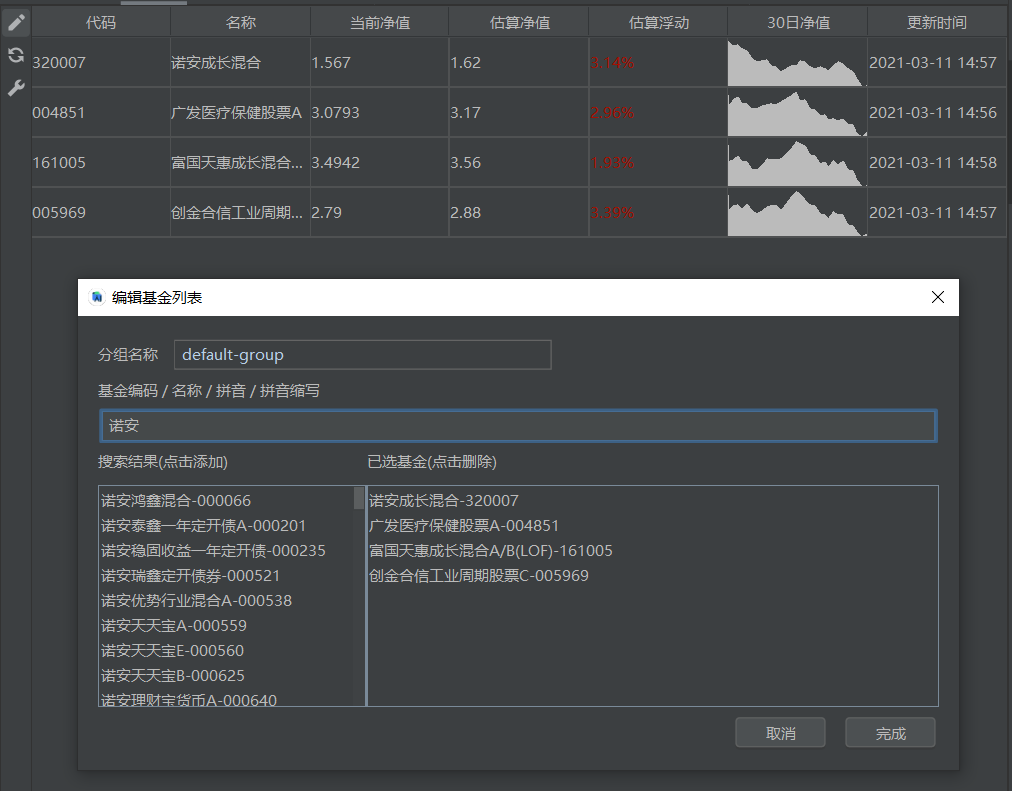 代码 名称 当前净值 估算净值 估算浮动 30日净值 更新时间
320007 诺安成长混合 1.567 1.62 3.14% 2021-03-11 14:57
004851 广发医疗保健股票A 3.0793 3.17 2.96% 2021-03-11 14:56
161005 富国天惠成长混合... 3.4942 3.56 1.93% 2021-03-11 14:58
005969 创金合信工业周期... 2.79 2.88 3.39% 2021-03-11 14:57
编辑基金列表
分组名称 default-group
基金编码 / 名称 / 拼音 / 拼音缩写
诺安
搜索结果(点击添加) 已选基金(点击删除)
诺安鸿鑫混合-000066 诺安成长混合-320007
诺安泰鑫一年定开债A-000201 广发医疗保健股票A-004851
诺安稳固收益一年定开债-000235 富国天惠成长混合A/B(LOF)-161005
诺安瑞鑫定开债券-000521 创金合信工业周期股票C-005969
诺安优势行业混合A-000538
诺安天天宝A-000559
诺安天天宝E-000560
诺安天天宝B-000625
诺安理财宝货币A-000640
取消 完成